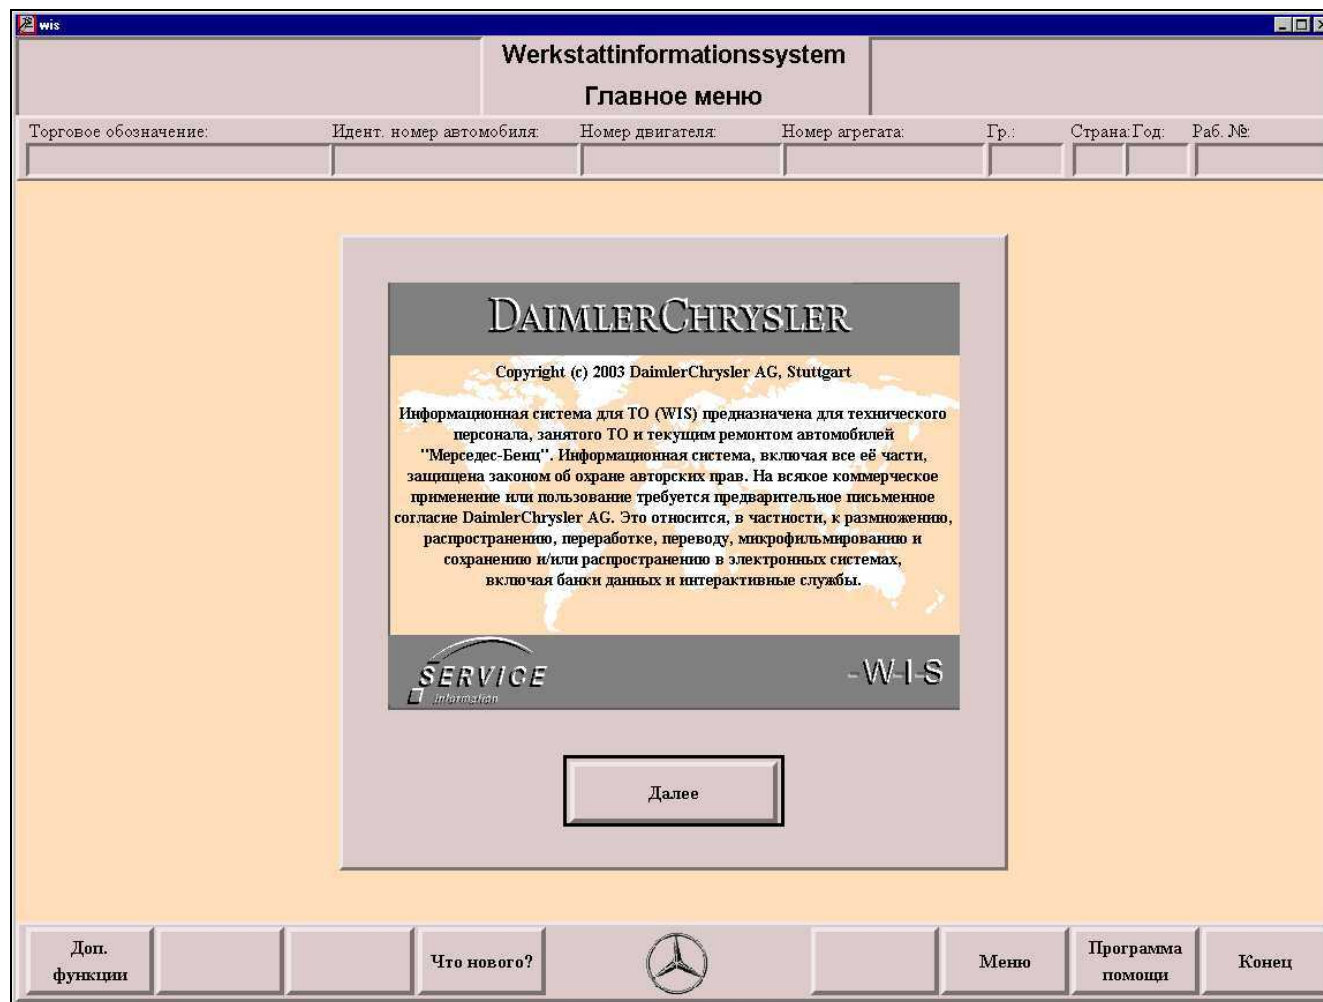 wis
Werkstattinformationssystem
Главное меню
Торговое обозначение: Идент. номер автомобиля: Номер двигателя: Номер агрегата: Гр.: Страна: Год: Раб. №:
DAIMLERCHRYSLER
Copyright (c) 2003 DaimlerChrysler AG, Stuttgart
Информационная система для ТО (WIS) предназначена для технического
персонала, занятого ТО и текущим ремонтом автомобилей
"Мерседес-Бенц". Информационная система, включая все её части,
защищена законом об охране авторских прав. На всякое коммерческое
применение или пользование требуется предварительное письменное
согласие DaimlerChrysler AG. Это относится, в частности, к размножению,
распространению, переработке, переводу, микрофильмированию и
сохранению и/или распространению в электронных системах,
включая банки данных и интерактивные службы.
SERVICE
information
-W-I-S
Далее
Доп.
функции
Что нового?
Меню
Программа
помощи
Конец